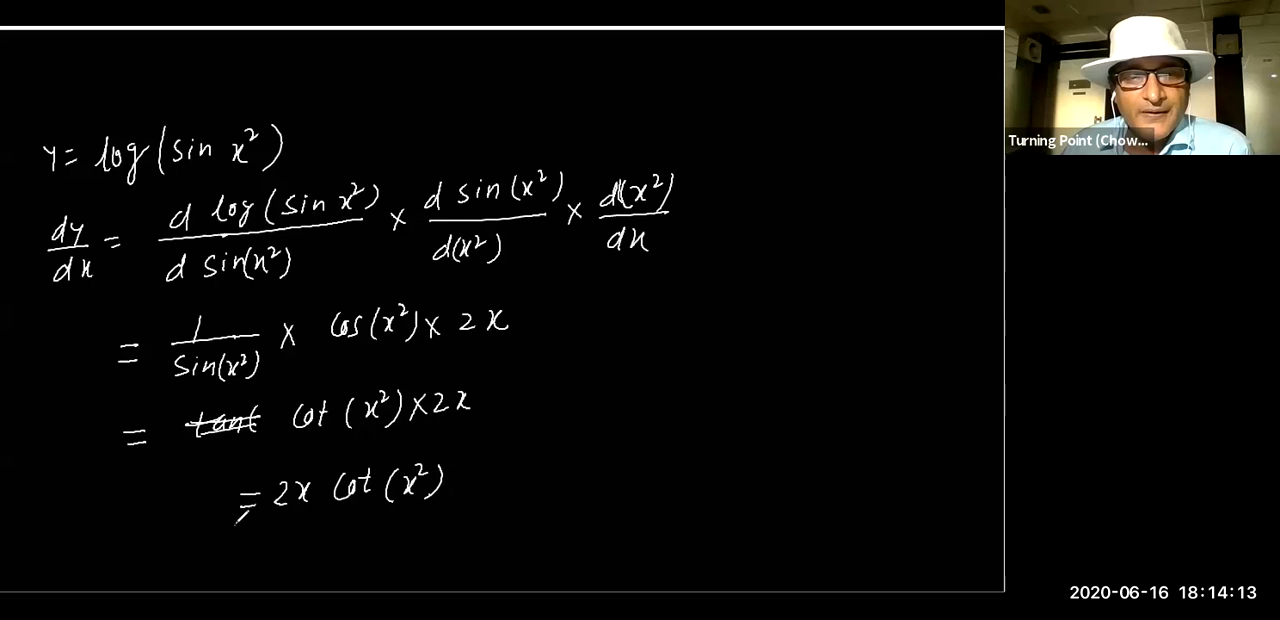 y = log(sin x²)
dy/dx = d log(sin x²)/d sin(x²) × d sin(x²)/d(x²) × d(x²)/dx
= 1/sin(x²) × cos(x²) × 2x
= tan( cot (x²) × 2x
= 2x cot (x²)
Turning Point (Chow...
2020-06-16 18:14:13